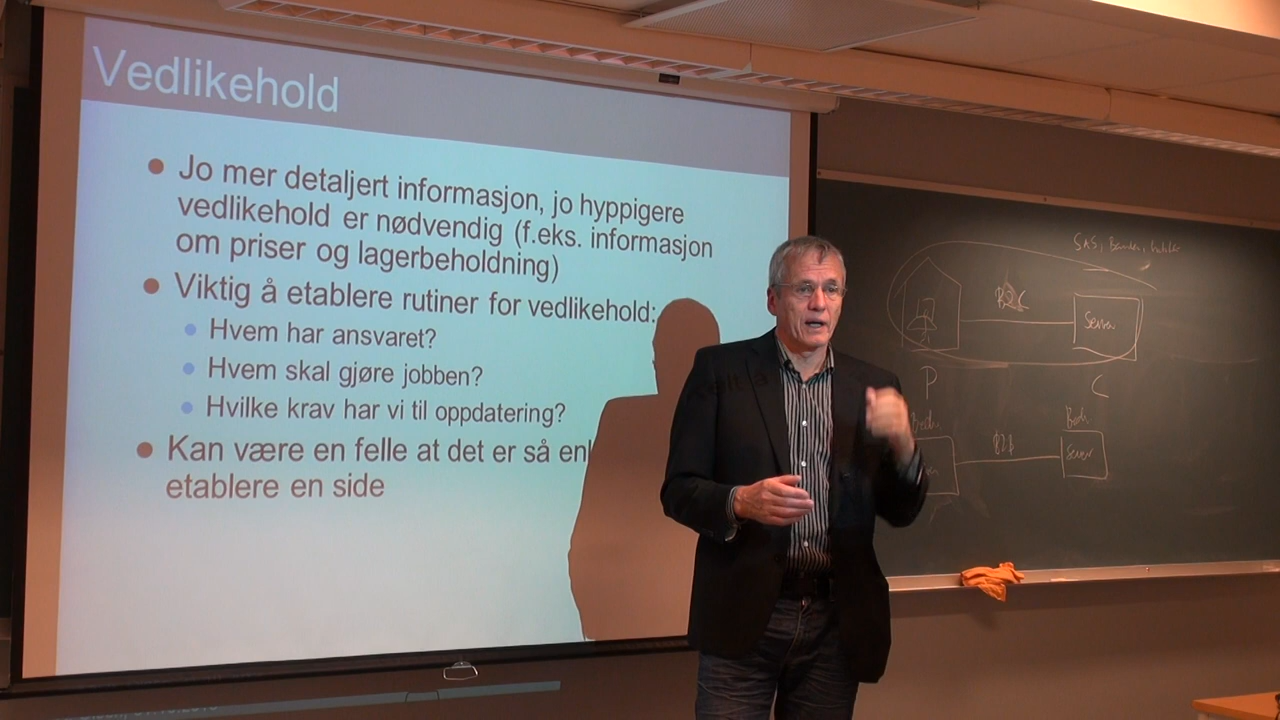 Vedlikehold
Jo mer detaljert informasjon, jo hyppigere
vedlikehold er nødvendig (f.eks. informasjon
om priser og lagerbeholdning)
Viktig å etablere rutiner for vedlikehold:
Hvem har ansvaret?
Hvem skal gjøre jobben?
Hvilke krav har vi til oppdatering?
Kan være en felle at det er så enkl
etablere en side
SAS,
B2C
Server
P
C
B2B
Server